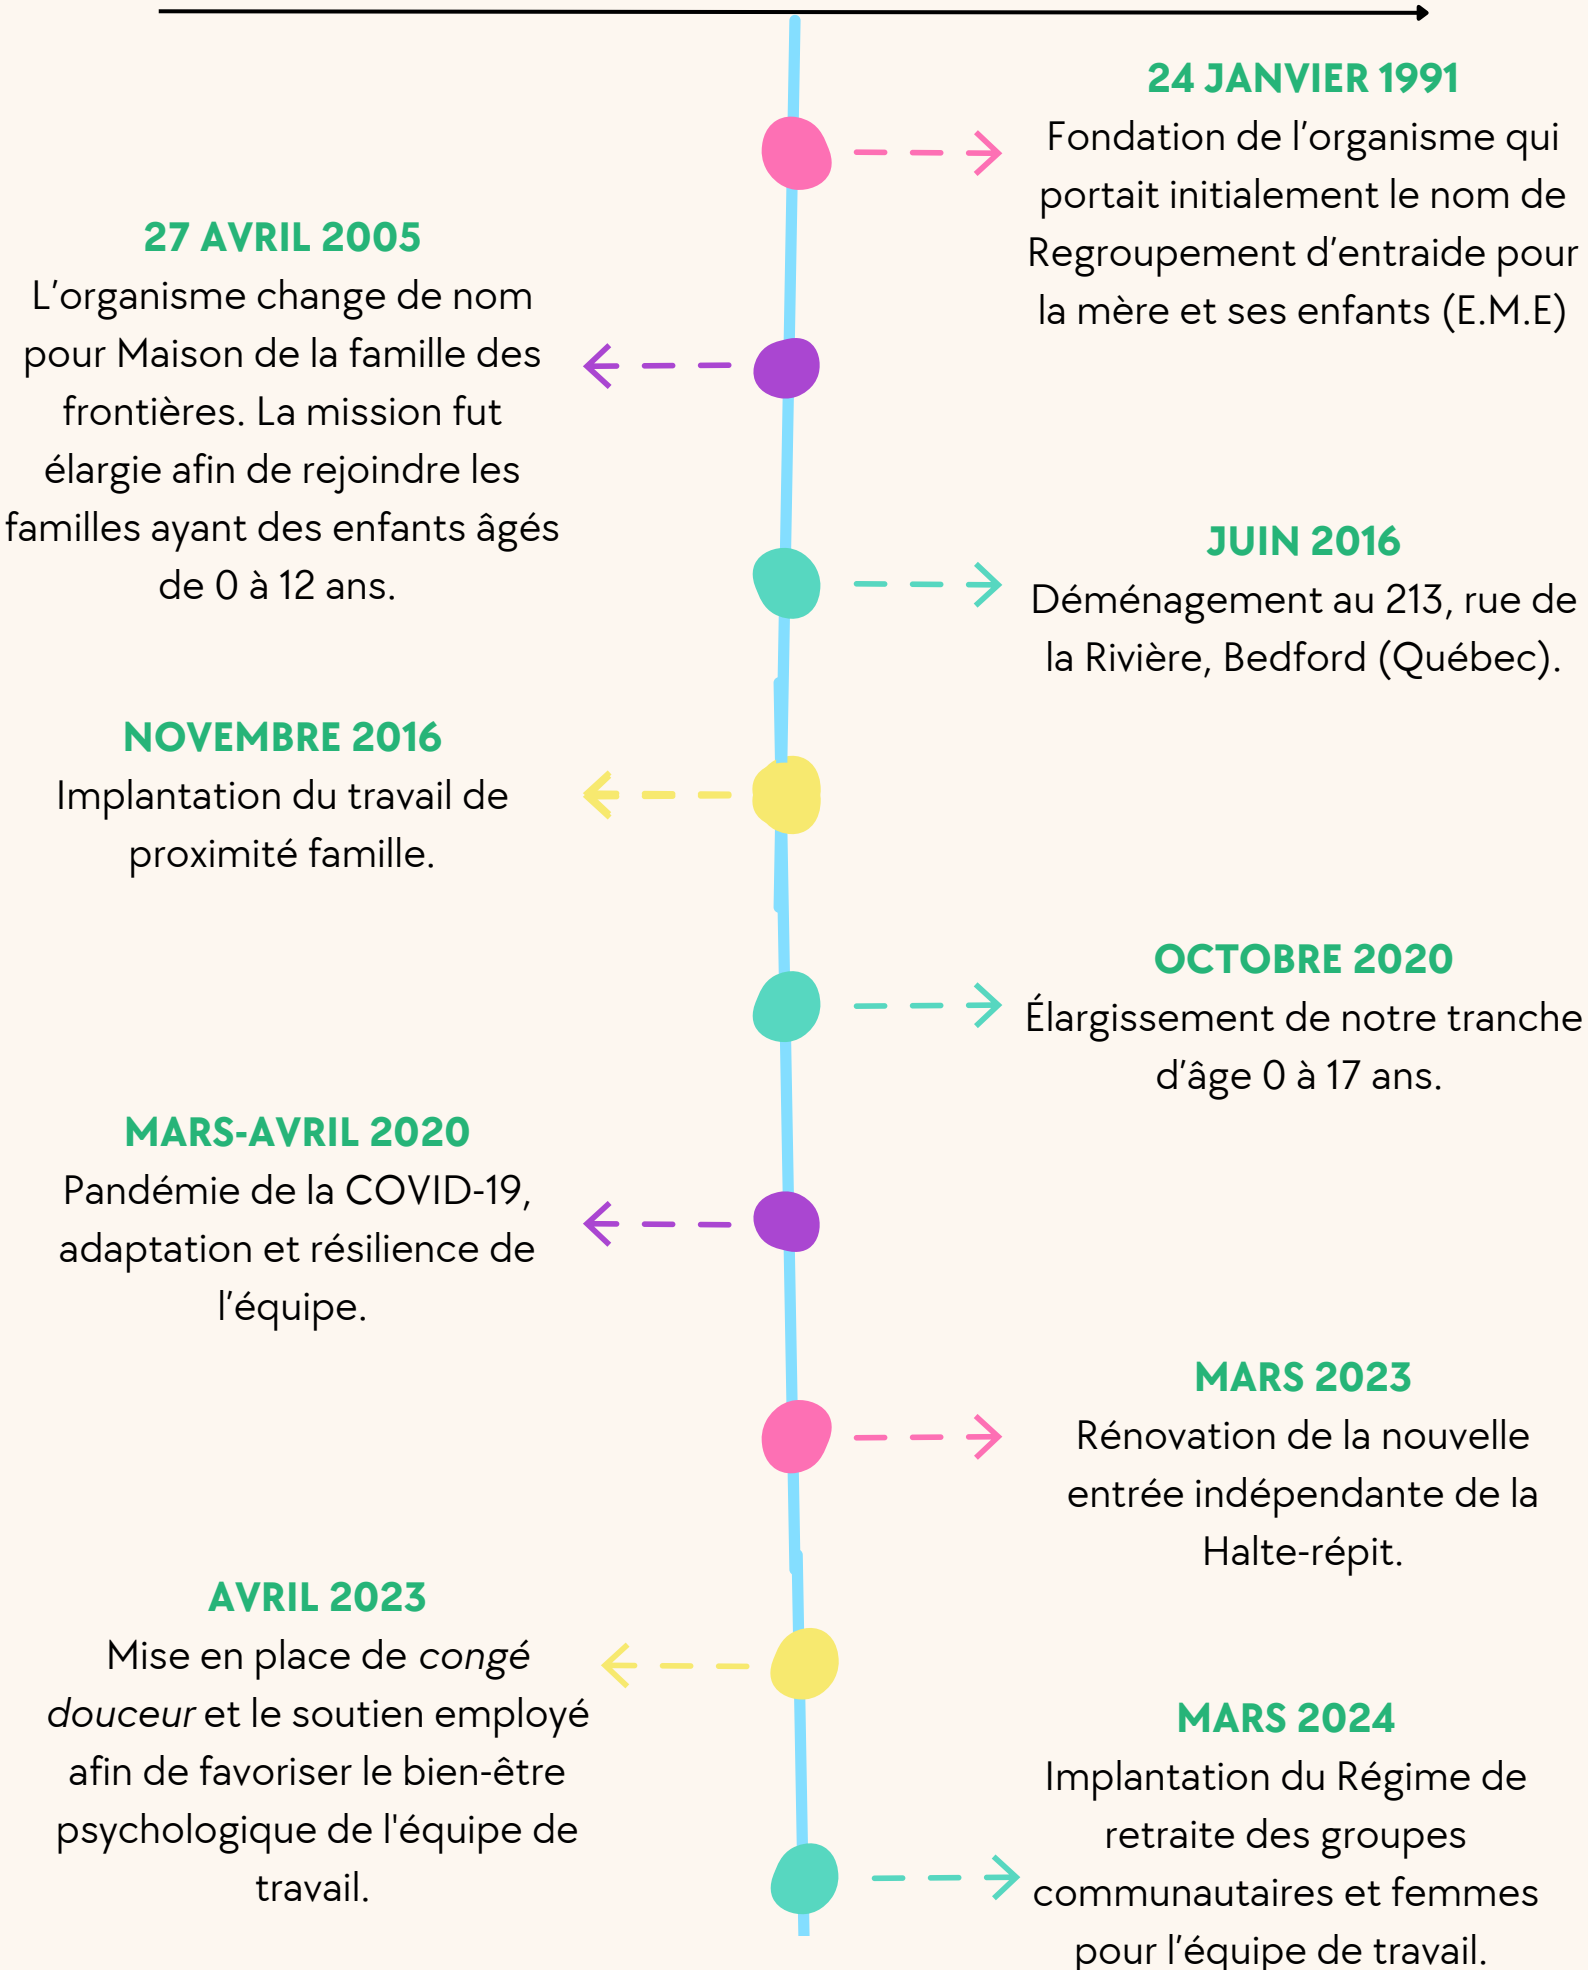 24 JANVIER 1991
Fondation de l’organisme qui
portait initialement le nom de
Regroupement d’entraide pour
la mère et ses enfants (E.M.E)
27 AVRIL 2005
L’organisme change de nom
pour Maison de la famille des
frontières. La mission fut
élargie afin de rejoindre les
familles ayant des enfants âgés
de 0 à 12 ans.
JUIN 2016
Déménagement au 213, rue de
la Rivière, Bedford (Québec).
NOVEMBRE 2016
Implantation du travail de
proximité famille.
OCTOBRE 2020
Élargissement de notre tranche
d’âge 0 à 17 ans.
MARS-AVRIL 2020
Pandémie de la COVID-19,
adaptation et résilience de
l’équipe.
MARS 2023
Rénovation de la nouvelle
entrée indépendante de la
Halte-répit.
AVRIL 2023
Mise en place de congé
douceur et le soutien employé
afin de favoriser le bien-être
psychologique de l'équipe de
travail.
MARS 2024
Implantation du Régime de
retraite des groupes
communautaires et femmes
pour l’équipe de travail.